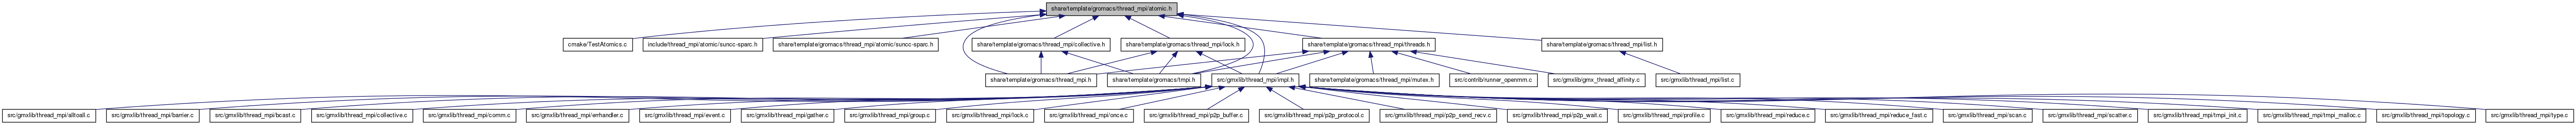 share/template/gromacs/thread_mpi/atomic.h
cmake/TestAtomics.c
include/thread_mpi/atomic/suncc-sparc.h
share/template/gromacs/thread_mpi/atomic/suncc-sparc.h
share/template/gromacs/thread_mpi/collective.h
share/template/gromacs/thread_mpi/lock.h
share/template/gromacs/thread_mpi/threads.h
share/template/gromacs/thread_mpi/list.h
share/template/gromacs/thread_mpi.h
share/template/gromacs/tmpi.h
src/gmxlib/thread_mpi/impl.h
share/template/gromacs/thread_mpi/mutex.h
src/contrib/runner_openmm.c
src/gmxlib/gmx_thread_affinity.c
src/gmxlib/thread_mpi/list.c
src/gmxlib/thread_mpi/alltoall.c
src/gmxlib/thread_mpi/barrier.c
src/gmxlib/thread_mpi/bcast.c
src/gmxlib/thread_mpi/collective.c
src/gmxlib/thread_mpi/comm.c
src/gmxlib/thread_mpi/errhandler.c
src/gmxlib/thread_mpi/event.c
src/gmxlib/thread_mpi/gather.c
src/gmxlib/thread_mpi/group.c
src/gmxlib/thread_mpi/lock.c
src/gmxlib/thread_mpi/once.c
src/gmxlib/thread_mpi/p2p_buffer.c
src/gmxlib/thread_mpi/p2p_protocol.c
src/gmxlib/thread_mpi/p2p_send_recv.c
src/gmxlib/thread_mpi/p2p_wait.c
src/gmxlib/thread_mpi/profile.c
src/gmxlib/thread_mpi/reduce.c
src/gmxlib/thread_mpi/reduce_fast.c
src/gmxlib/thread_mpi/scan.c
src/gmxlib/thread_mpi/scatter.c
src/gmxlib/thread_mpi/tmpi_init.c
src/gmxlib/thread_mpi/tmpi_malloc.c
src/gmxlib/thread_mpi/topology.c
src/gmxlib/thread_mpi/type.c